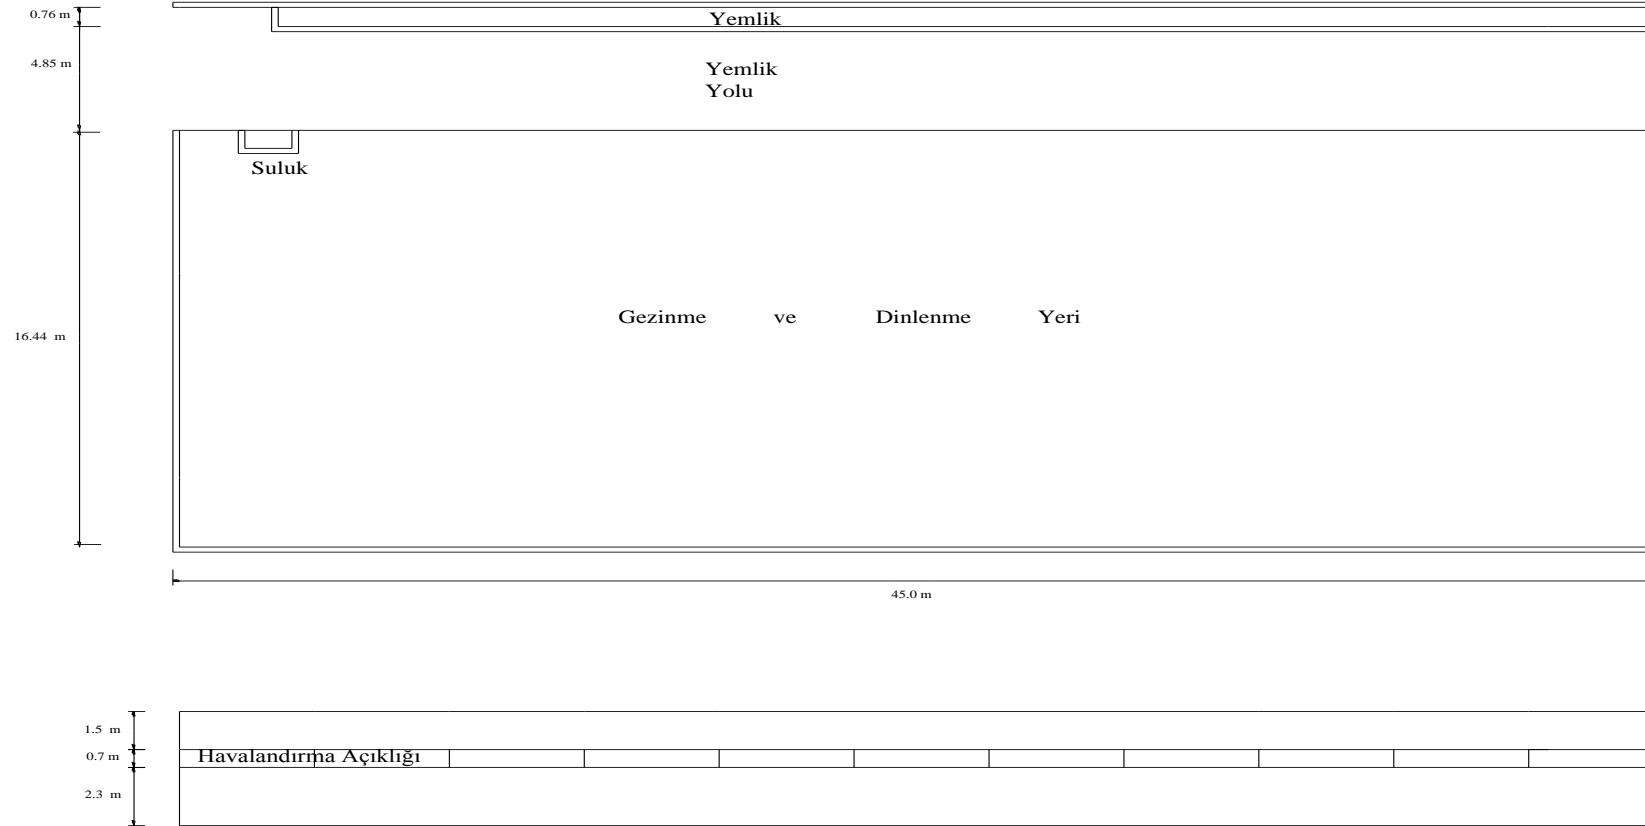 0.76 m
Yemlik
4.85 m
Yemlik
Yolu
Suluk
Gezinme ve Dinlenme Yeri
16.44 m
45.0 m
1.5 m
Havalandırma Açıklığı
0.7 m
2.3 m